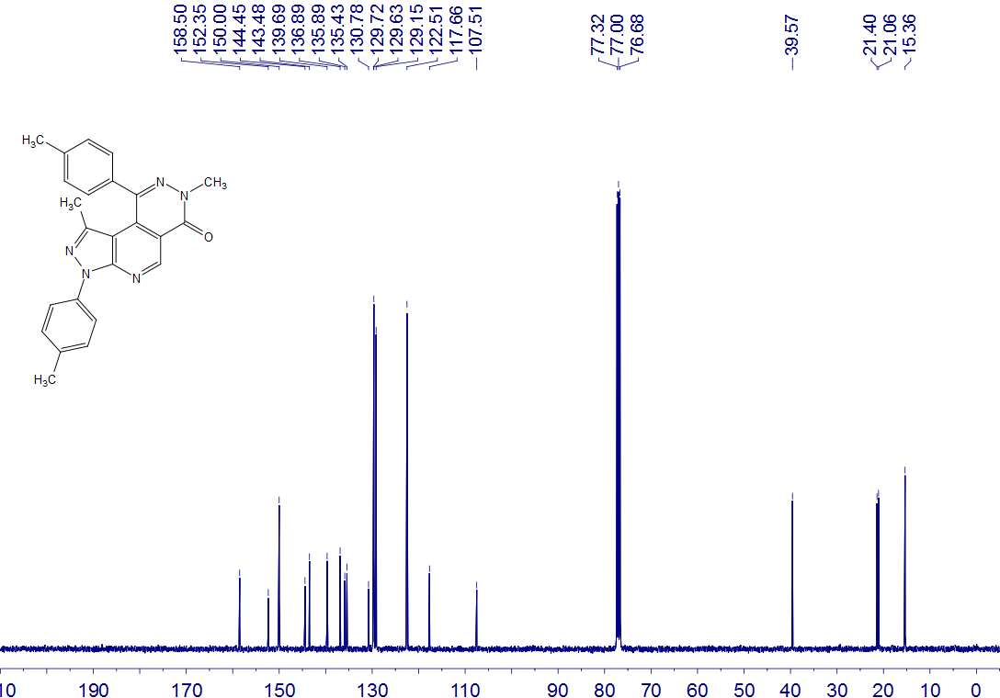 158.50
152.35
150.00
144.45
143.48
139.69
136.89
135.89
135.43
130.78
129.72
129.63
129.15
122.51
117.66
107.51
77.32
77.00
76.68
39.57
21.40
21.06
15.36
H3C
N
CH3
N
H3C
O
N
N
N
H3C
10 190 170 150 130 110 90 80 70 60 50 40 30 20 10 0